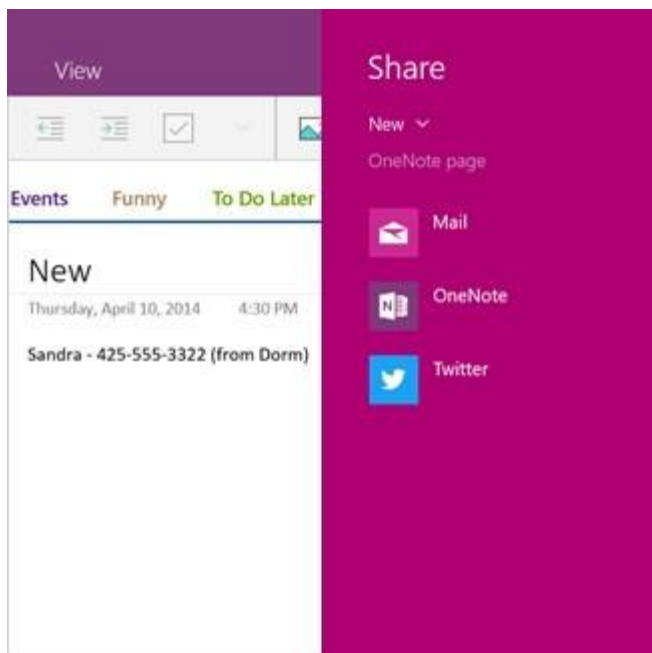 View
Events Funny To Do Later
New
Thursday, April 10, 2014 4:30 PM
Sandra - 425-555-3322 (from Dorm)
Share
New
OneNote page
Mail
N
OneNote
Twitter